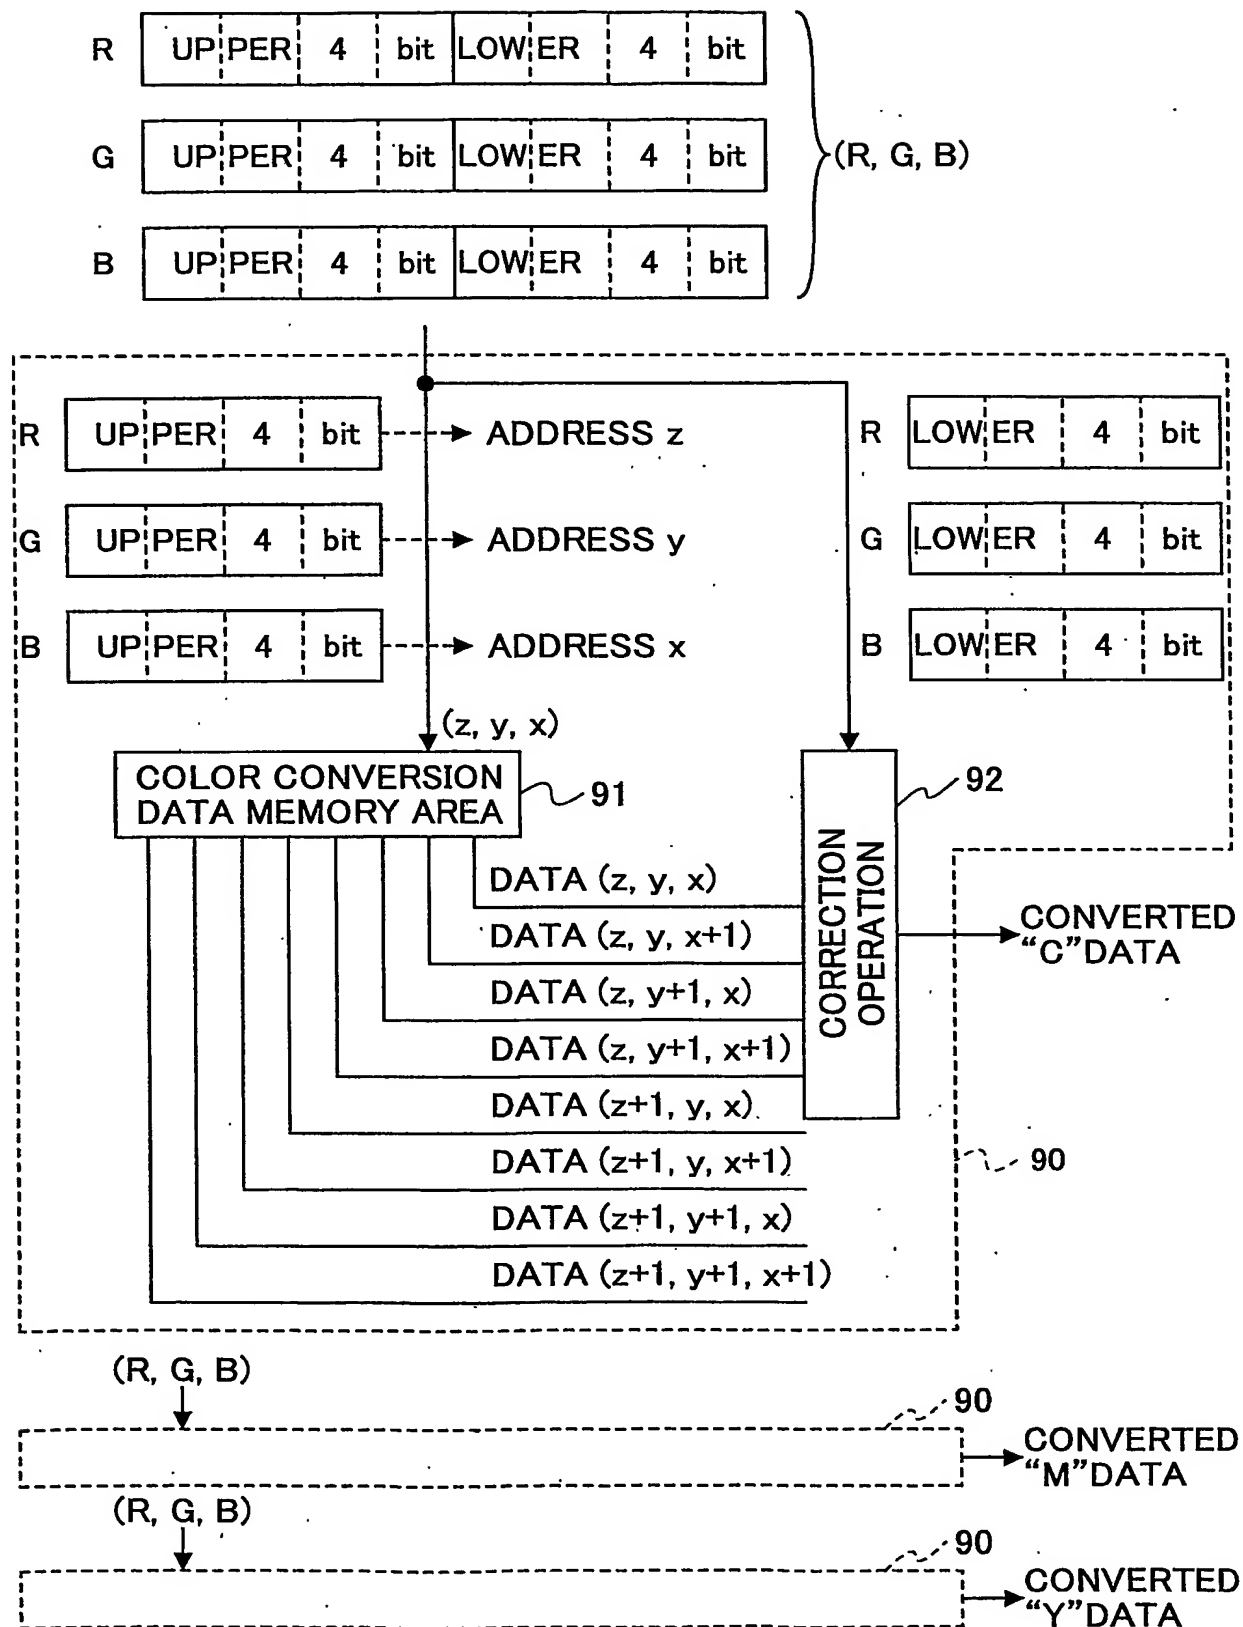 R UPPER 4 bit LOWER 4 bit
G UPPER 4 bit LOWER 4 bit
(R, G, B)
B UPPER 4 bit LOWER 4 bit
R UPPER 4 bit ADDRESS z R LOWER 4 bit
G UPPER 4 bit ADDRESS y G LOWER 4 bit
B UPPER 4 bit ADDRESS x B LOWER 4 bit
(z, y, x)
COLOR CONVERSION
DATA MEMORY AREA
91
92
CORRECTION
OPERATION
DATA (z, y, x)
DATA (z, y, x+1)
DATA (z, y+1, x)
DATA (z, y+1, x+1)
DATA (z+1, y, x)
DATA (z+1, y, x+1)
DATA (z+1, y+1, x)
DATA (z+1, y+1, x+1)
CONVERTED
“C”DATA
90
(R, G, B)
90
CONVERTED
“M”DATA
(R, G, B)
90
CONVERTED
“Y”DATA